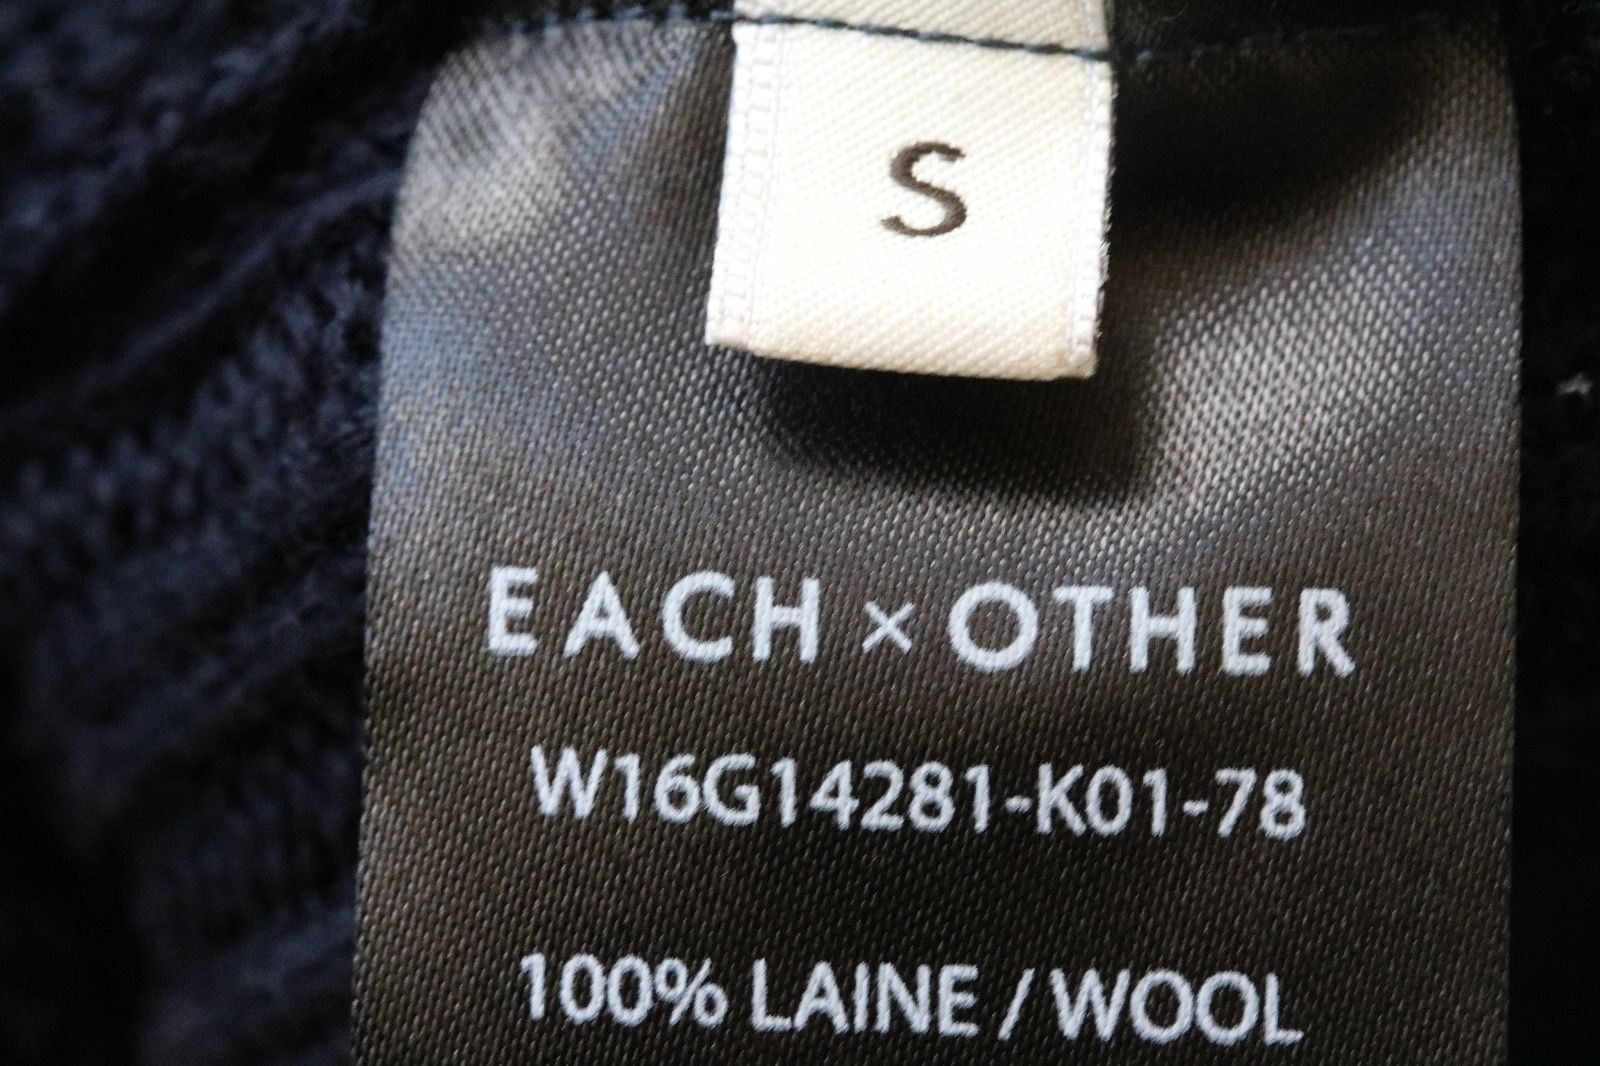 S
EACH × OTHER
W16G14281-K01-78
100% LAINE / WOOL